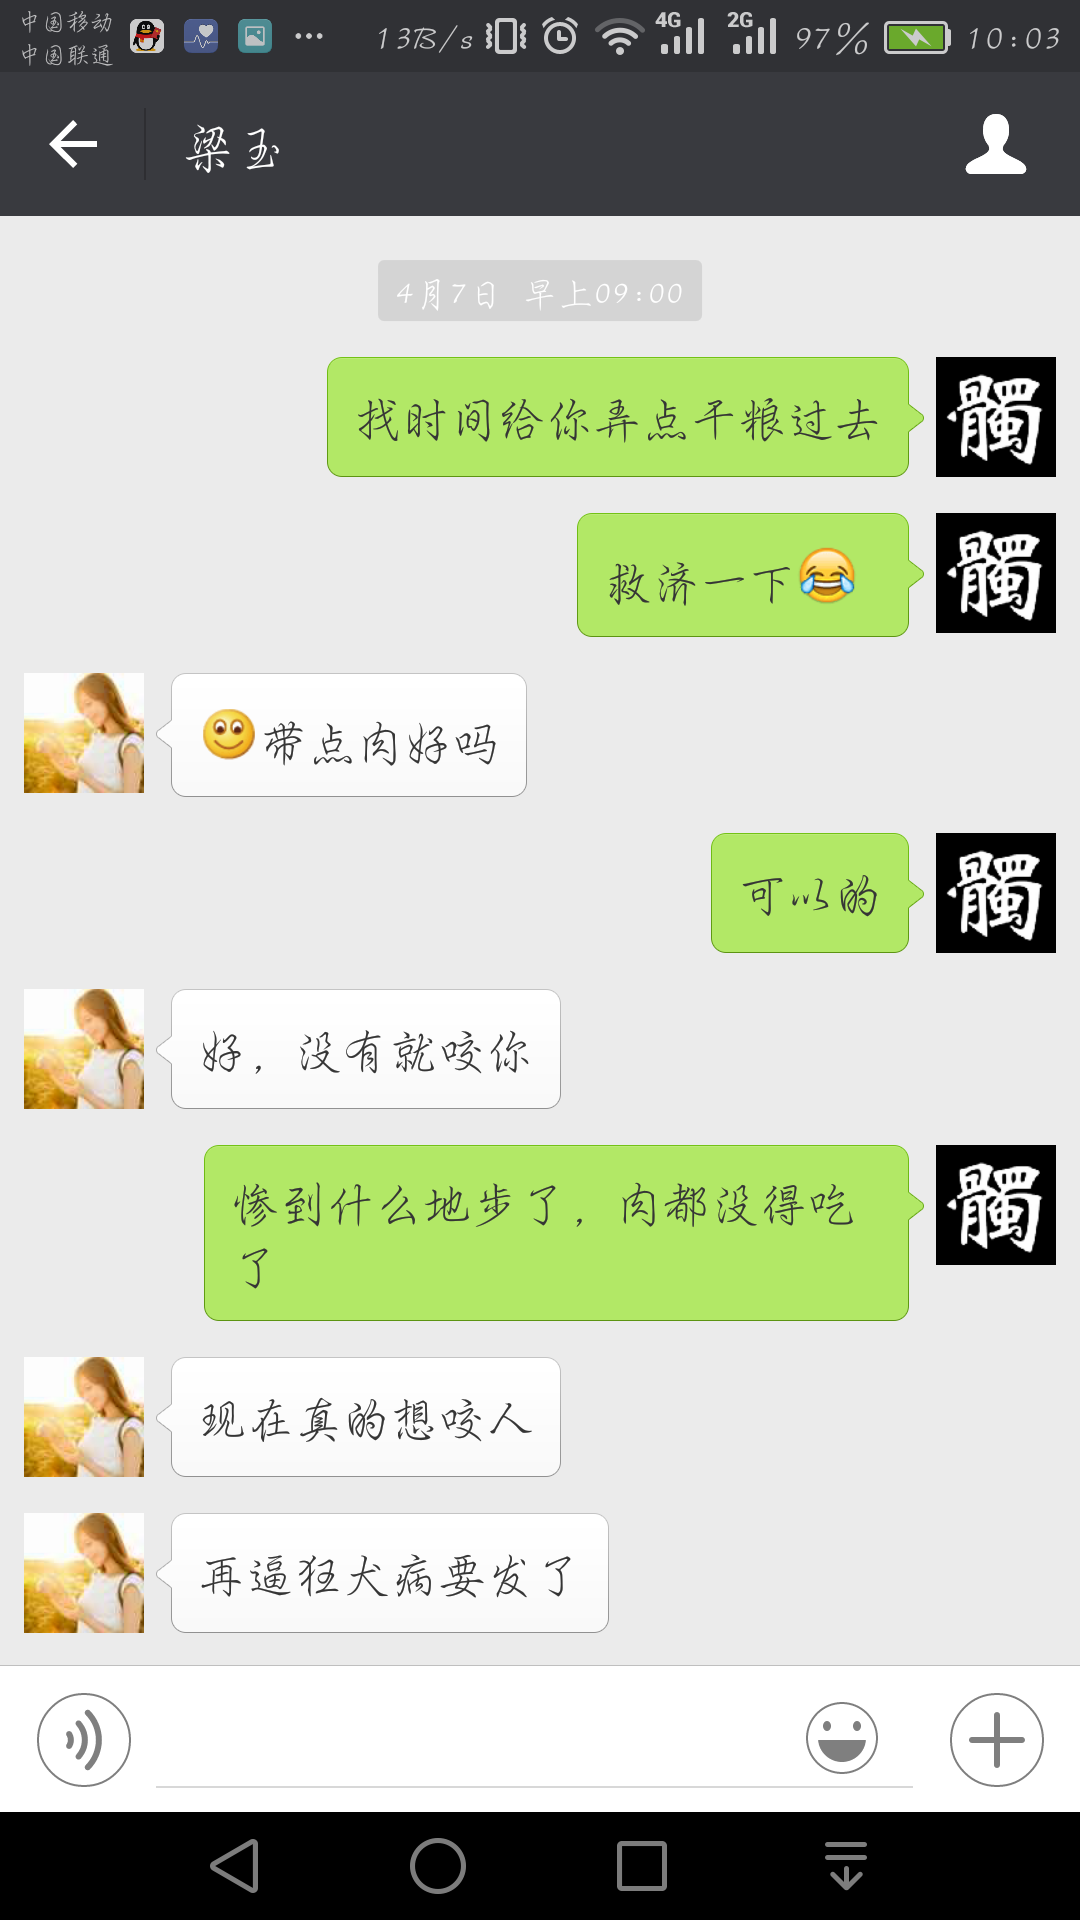 中国移动
中国联通
13B/s
4G
2G
97%
10:03
梁玉
4月7日 早上09:00
找时间给你弄点干粮过去
髑
救济一下😂
髑
🙂带点肉好吗
可以的
髑
好，没有就咬你
惨到什么地步了，肉都没得吃
了
髑
现在真的想咬人
再逼狂犬病要发了